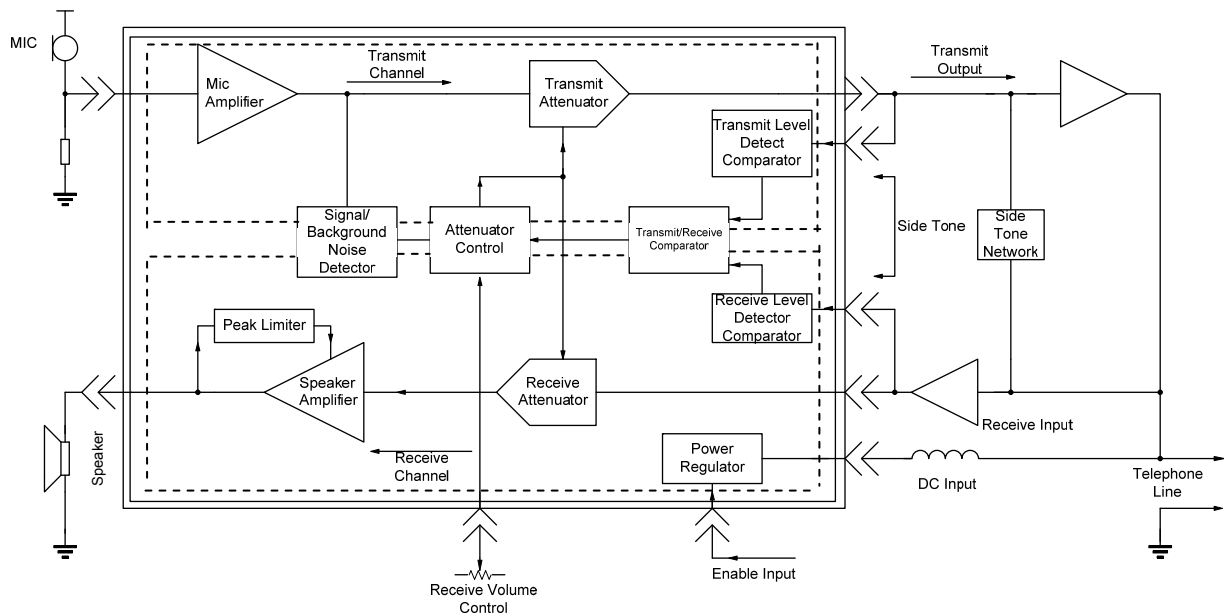 MIC
Mic
Amplifier
Transmit
Channel
Transmit
Attenuator
Transmit
Output
Transmit Level
Detect
Comparator
Signal/
Background
Noise
Detector
Attenuator
Control
Transmit/Receive
Comparator
Side Tone
Side
Tone
Network
Receive Level
Detector
Comparator
Peak Limiter
Speaker
Amplifier
Receive
Attenuator
Receive Input
Speaker
Receive
Channel
Power
Regulator
DC Input
Telephone
Line
Enable Input
Receive Volume
Control